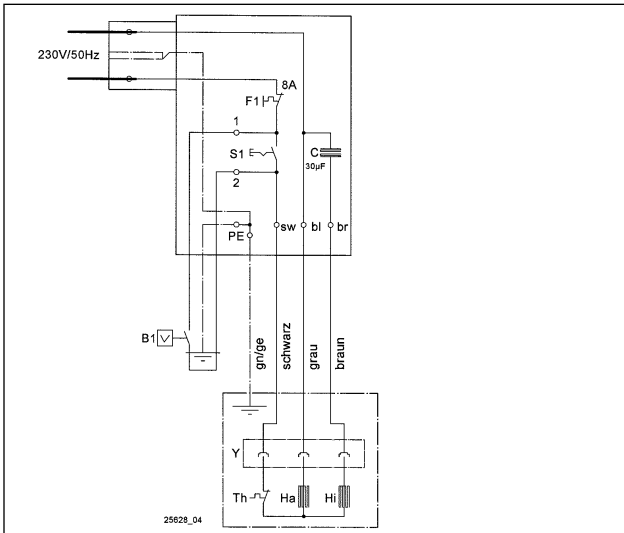 230V/50Hz
8A
F1
1
S1
C
30µF
2
sw bl br
PE
B1
gn/ge
schwarz
grau
braun
Y
Th Ha Hi
25628_04